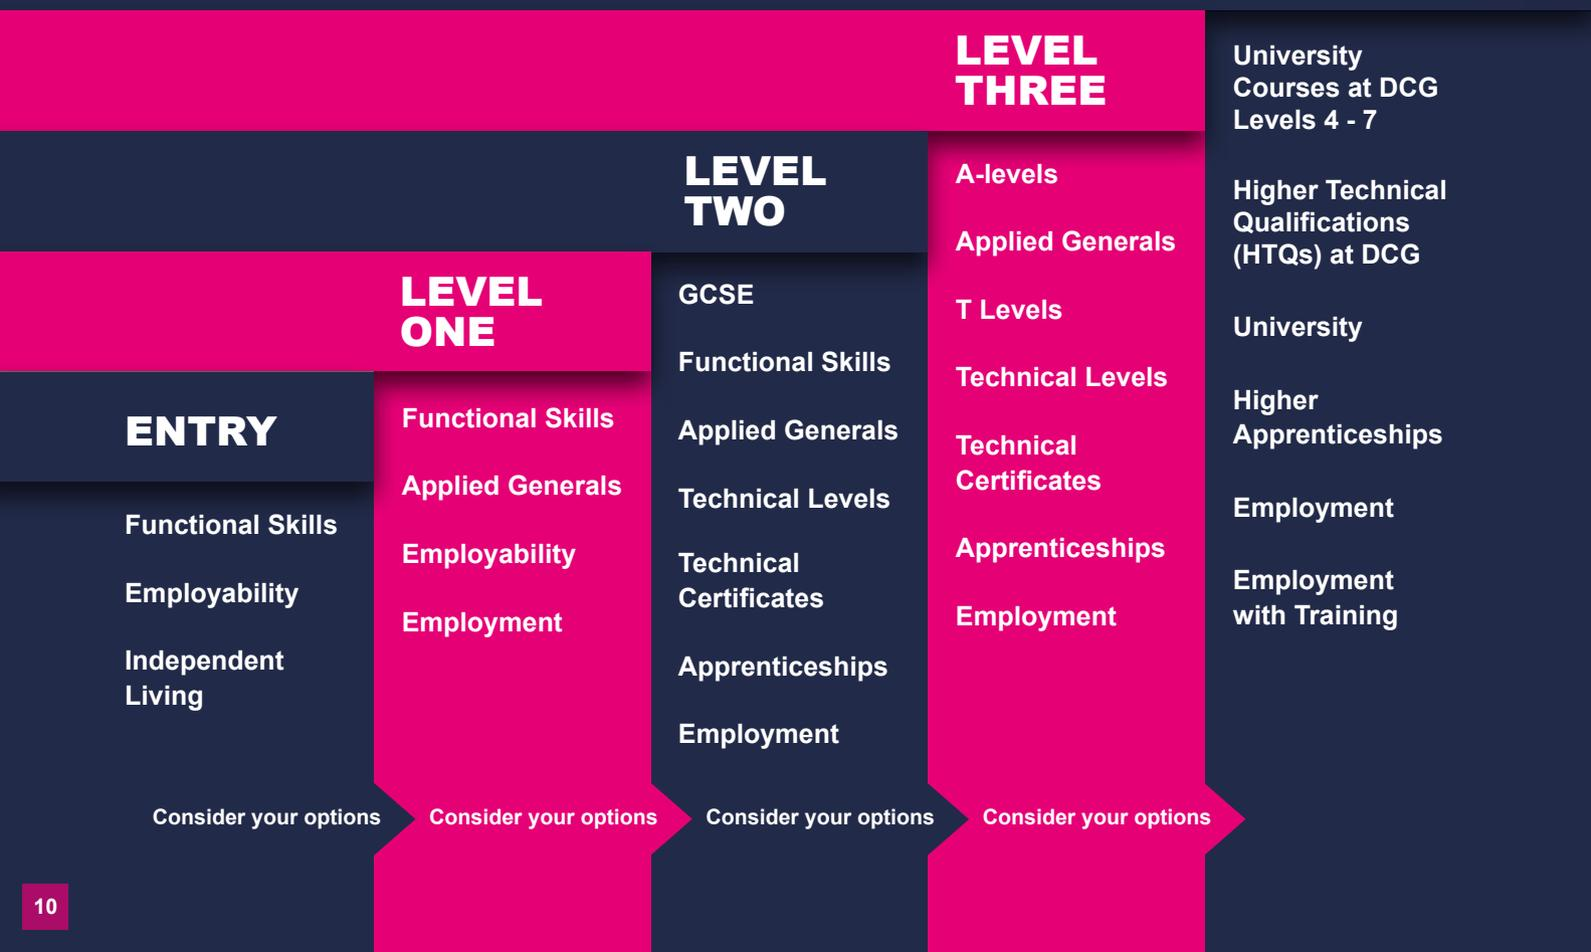 ENTRY
Functional Skills
Employability
Independent
Living
Consider your options
LEVEL
ONE
Functional Skills
Applied Generals
Employability
Employment
Consider your options
LEVEL
TWO
GCSE
Functional Skills
Applied Generals
Technical Levels
Technical
Certificates
Apprenticeships
Employment
Consider your options
LEVEL
THREE
A-levels
Applied Generals
T Levels
Technical Levels
Technical
Certificates
Apprenticeships
Employment
Consider your options
University
Courses at DCG
Levels 4 - 7
Higher Technical
Qualifications
(HTQs) at DCG
University
Higher
Apprenticeships
Employment
Employment
with Training
10